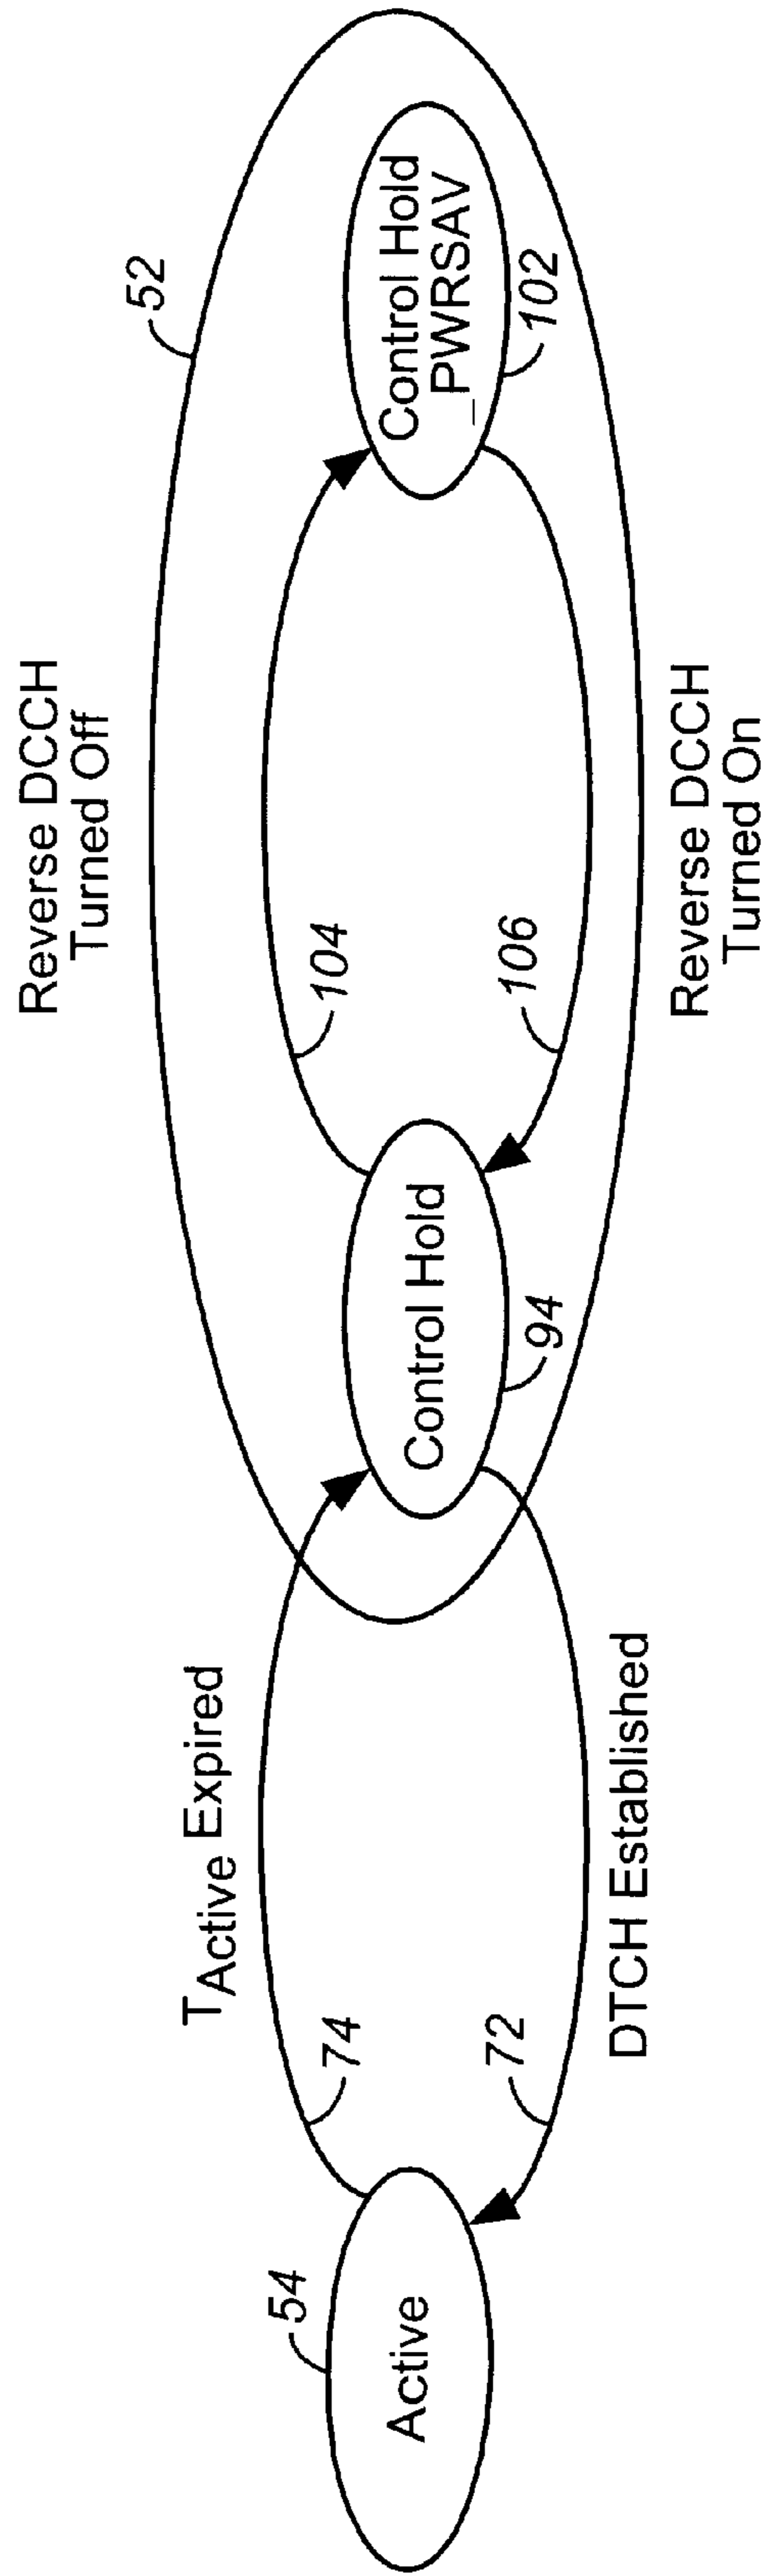 Reverse DCCH
Turned Off
52
T_Active Expired
74
104
54
Active
Control Hold
94
Control Hold
_PWRSAV
102
72
106
DTCH Established
Reverse DCCH
Turned On